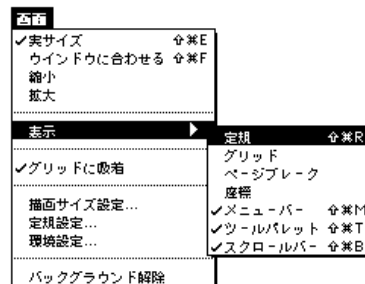 画面
✓実サイズ ⇧⌘E
ウインドウに合わせる ⇧⌘F
縮小
拡大
表示 ▶
✓グリッドに吸着
描画サイズ設定...
定規設定...
環境設定...
バックグラウンド解除
定規 ⇧⌘R
グリッド
ページブレーク
座標
✓メニューバー ⇧⌘M
✓ツールパレット ⇧⌘T
✓スクロールバー ⇧⌘B